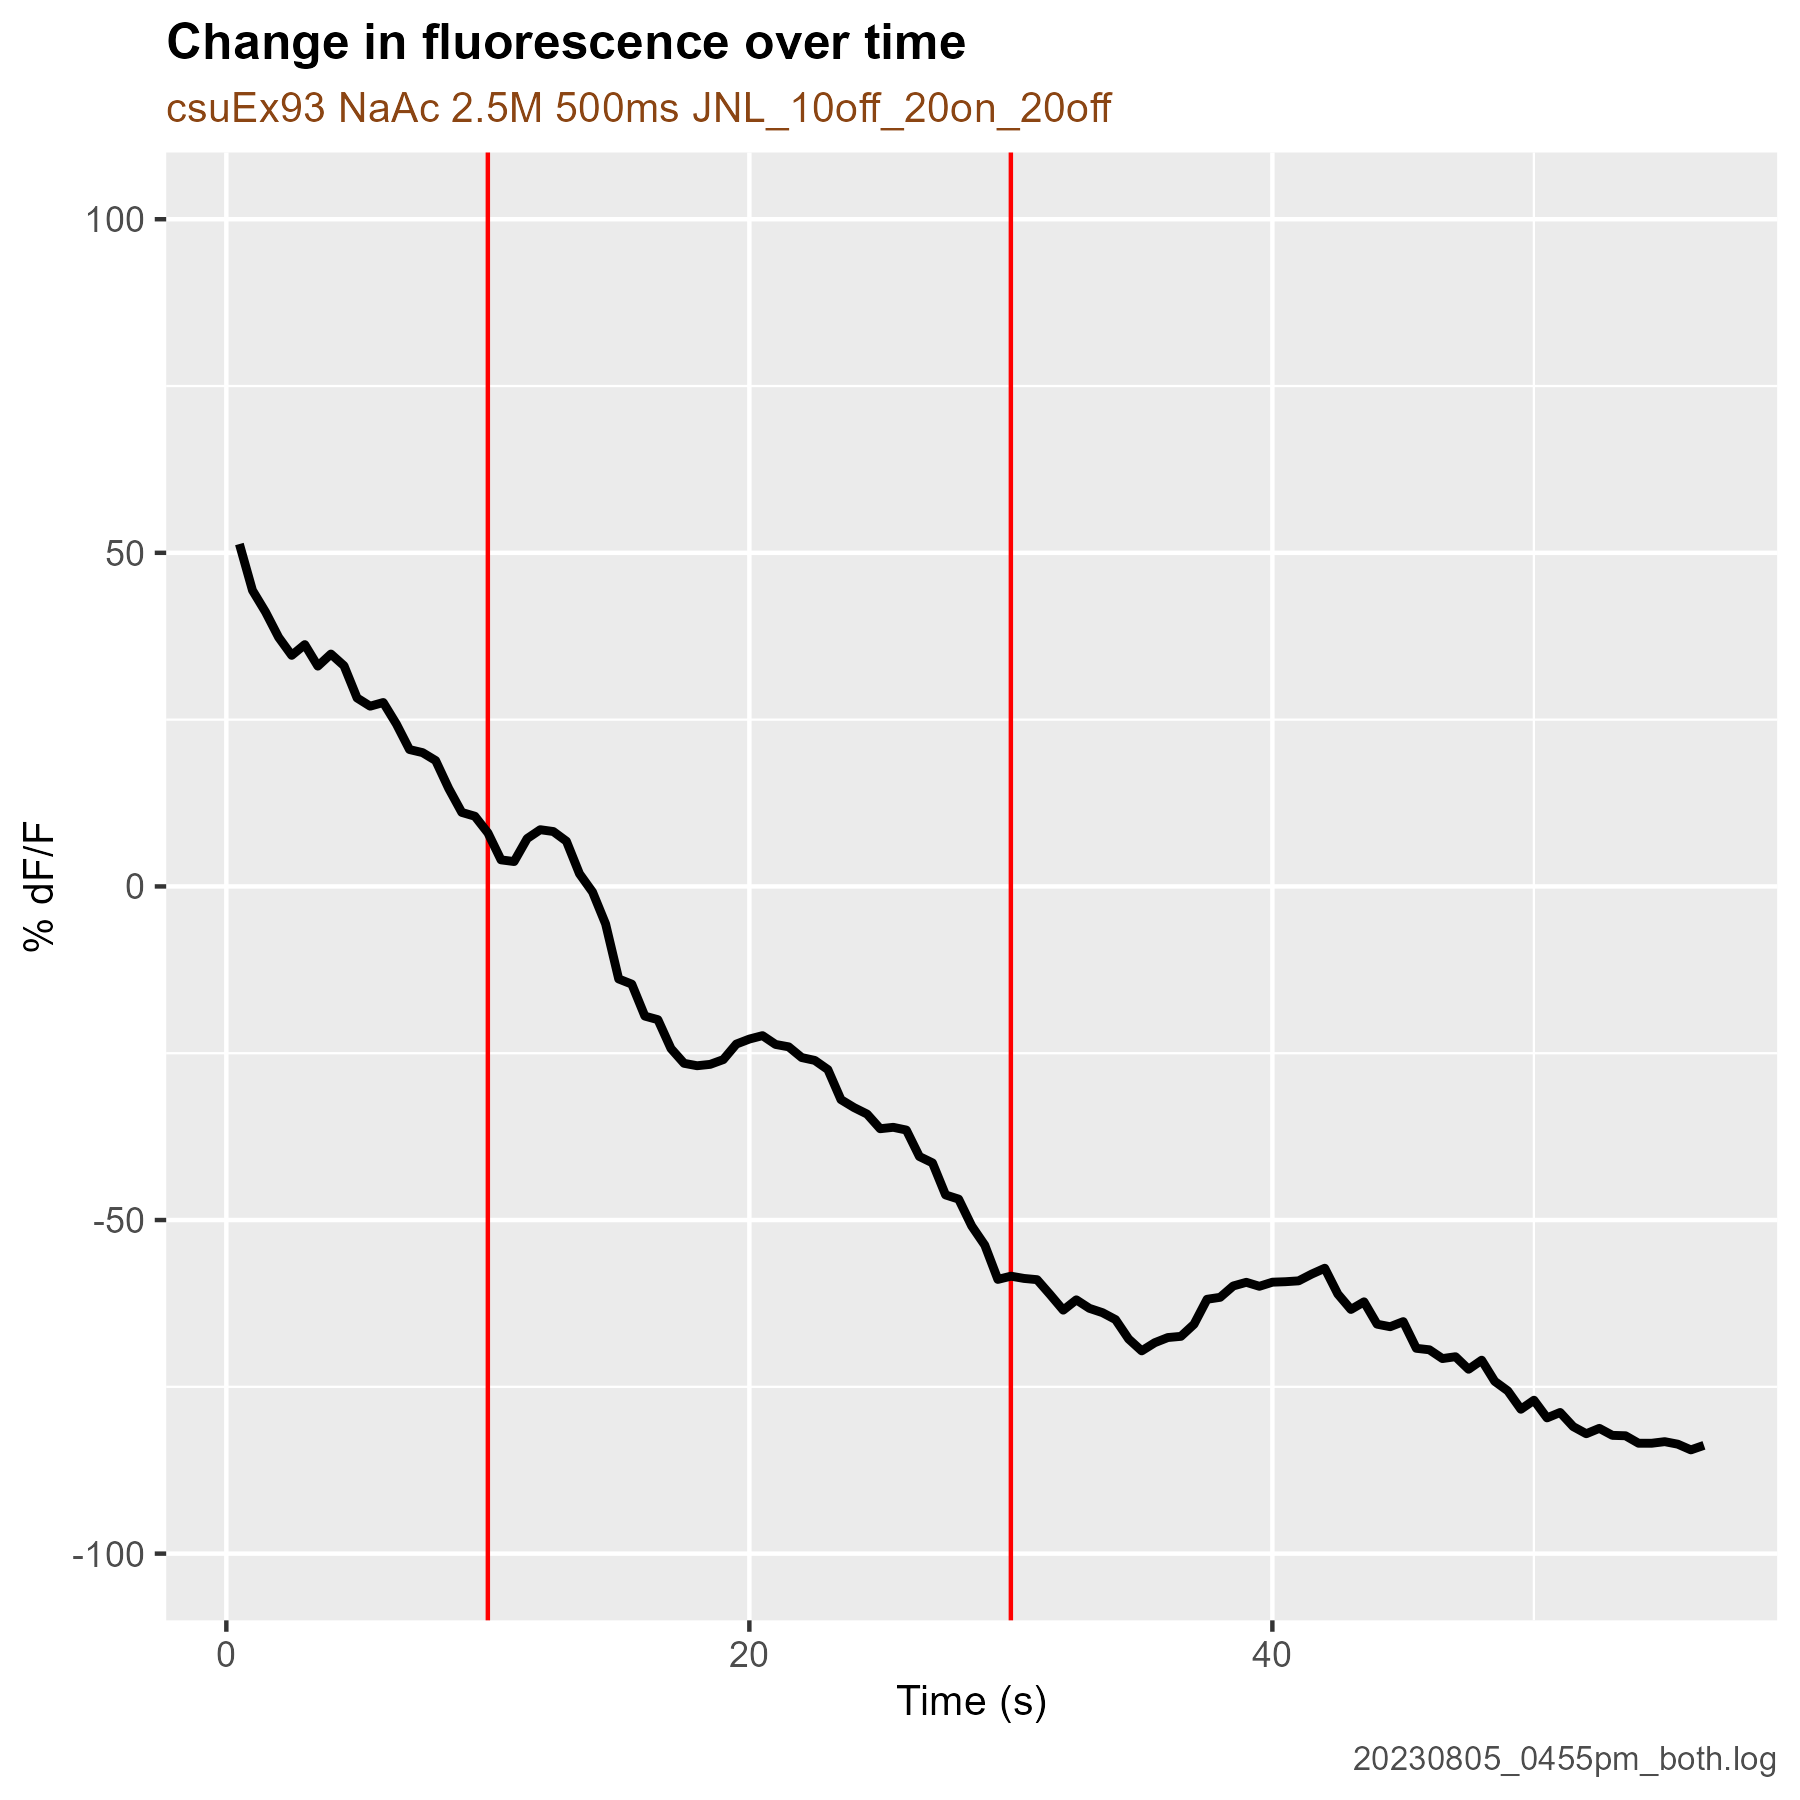 Change in fluorescence over time
csuEx93 NaAc 2.5M 500ms JNL_10off_20on_20off
100
50
0
-50
-100
% dF/F
0 20 40
Time (s)
20230805_0455pm_both.log